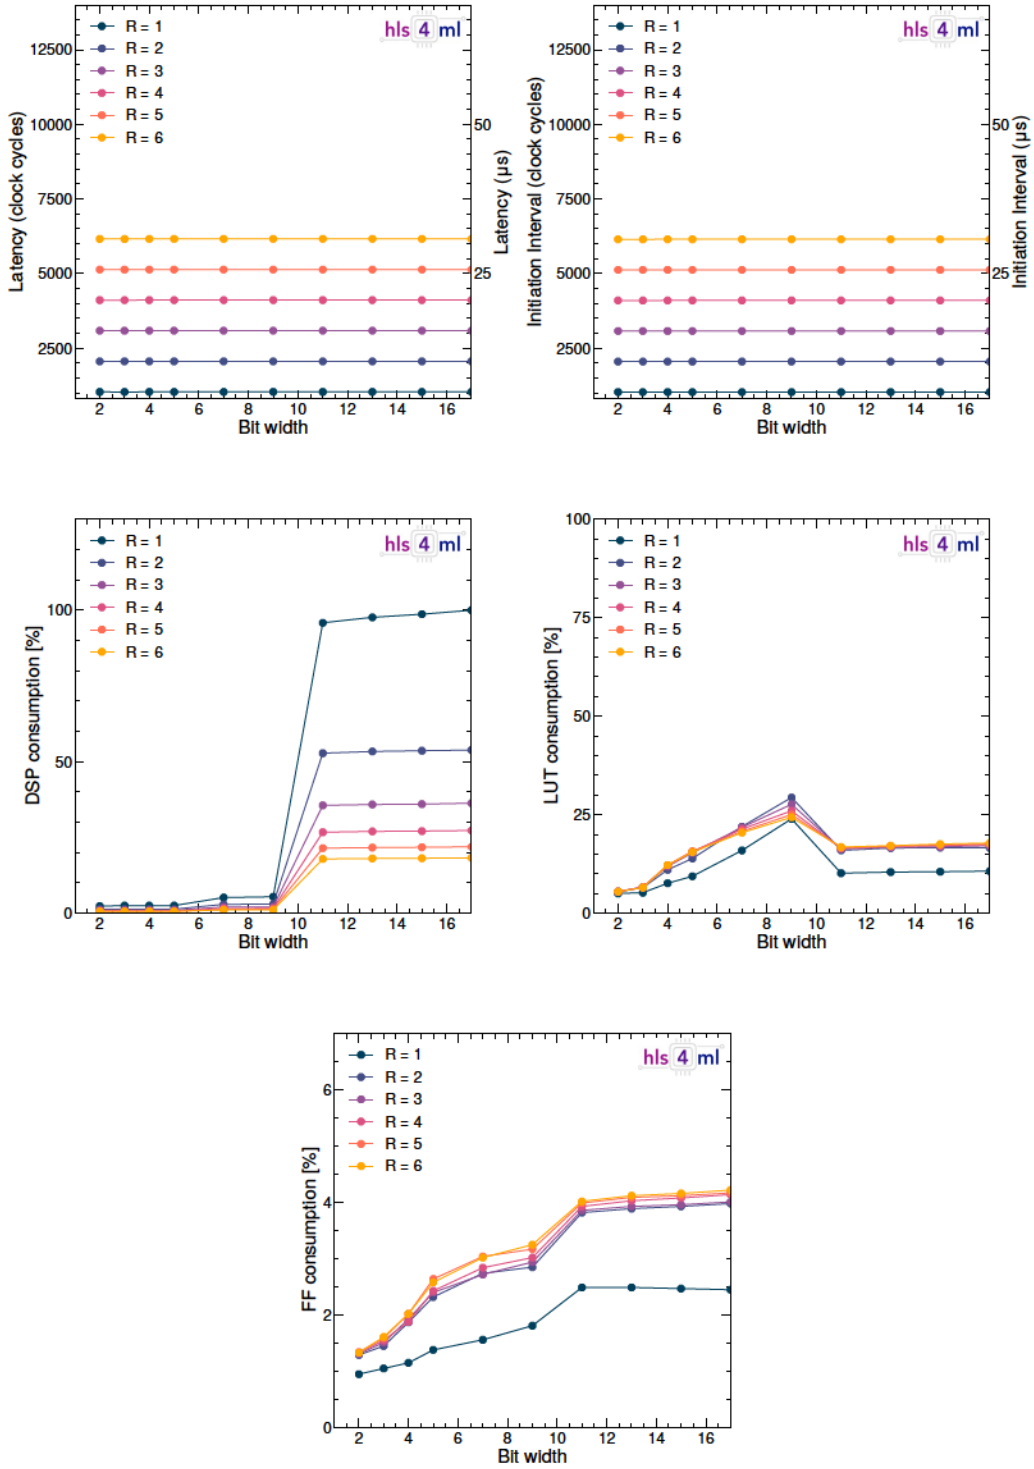 hls 4 ml
R = 1
R = 2
R = 3
R = 4
R = 5
R = 6
12500
10000
7500
5000
2500
50
25
2 4 6 8 10 12 14 16
Latency (clock cycles)
Latency (μs)
Bit width
hls 4 ml
R = 1
R = 2
R = 3
R = 4
R = 5
R = 6
12500
10000
7500
5000
2500
50
25
2 4 6 8 10 12 14 16
Initiation Interval (clock cycles)
Initiation Interval (μs)
Bit width
hls 4 ml
R = 1
R = 2
R = 3
R = 4
R = 5
R = 6
100
50
0
2 4 6 8 10 12 14 16
DSP consumption [%]
Bit width
hls 4 ml
R = 1
R = 2
R = 3
R = 4
R = 5
R = 6
100
75
50
25
0
2 4 6 8 10 12 14 16
LUT consumption [%]
Bit width
hls 4 ml
R = 1
R = 2
R = 3
R = 4
R = 5
R = 6
6
4
2
0
2 4 6 8 10 12 14 16
FF consumption [%]
Bit width